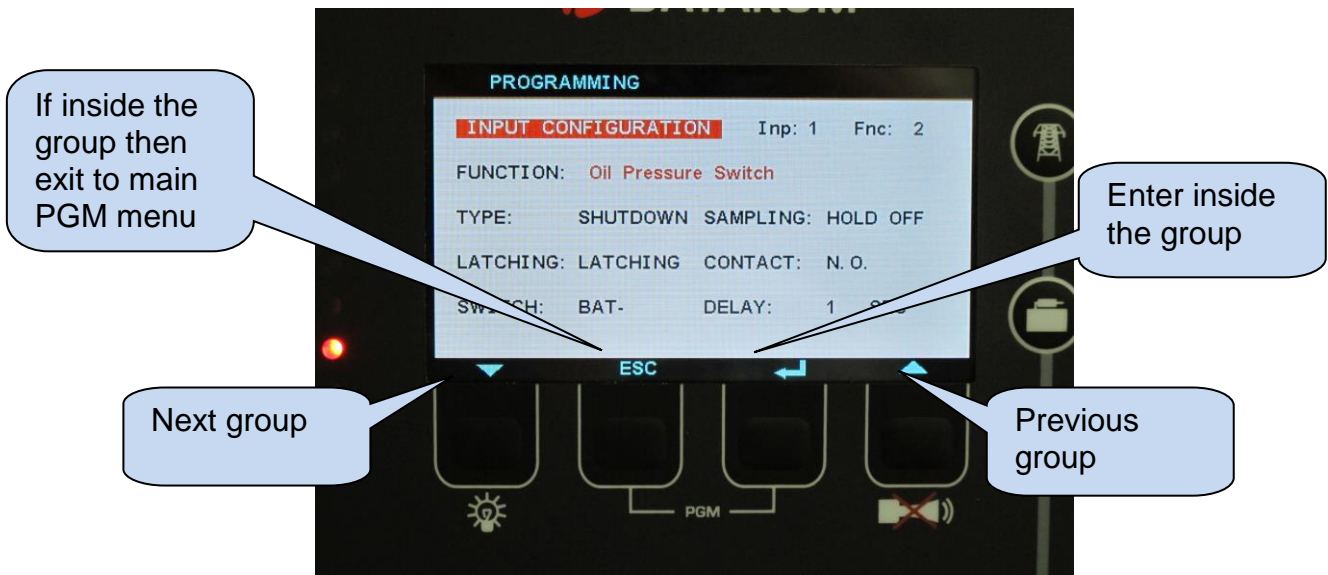 DATAKOM
PROGRAMMING
INPUT CONFIGURATION Inp: 1 Fnc: 2
FUNCTION: Oil Pressure Switch
TYPE: SHUTDOWN SAMPLING: HOLD OFF
LATCHING: LATCHING CONTACT: N.O.
BAT- DELAY: 1
ESC
PGM
If inside the
group then
exit to main
PGM menu
Enter inside
the group
Next group
Previous
group